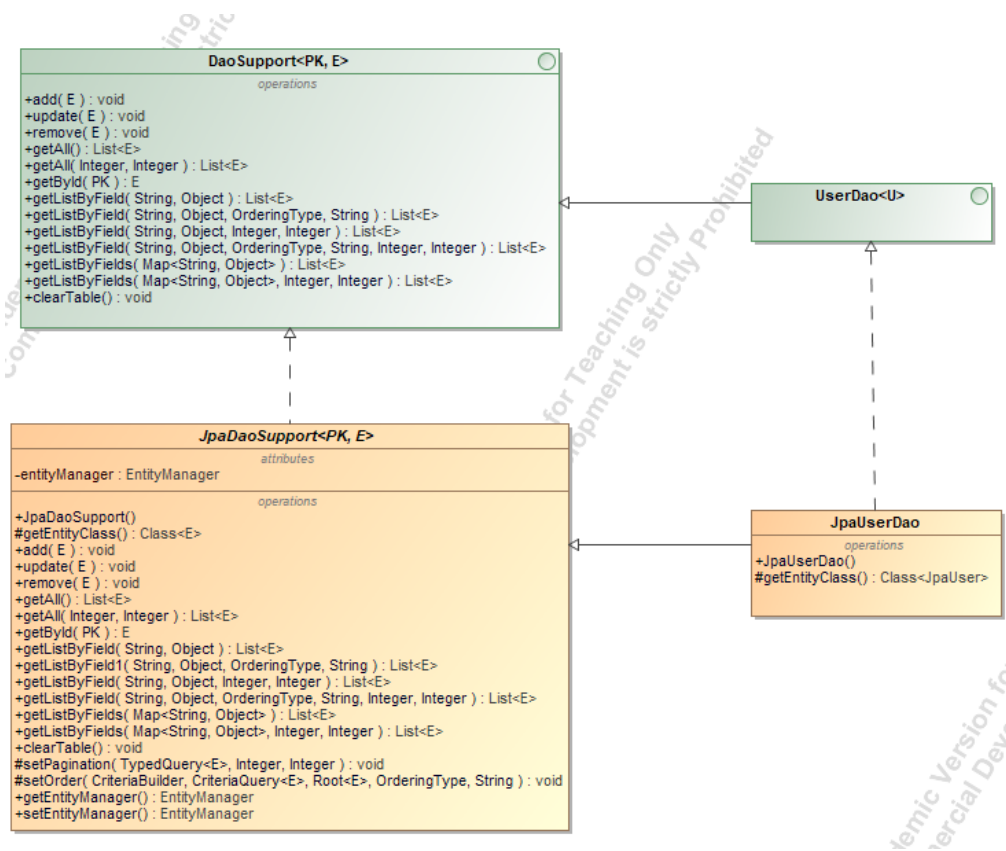 DaoSupport<PK, E>
operations
+add( E ) : void
+update( E ) : void
+remove( E ) : void
+getAll() : List<E>
+getAll( Integer, Integer ) : List<E>
+getById( PK ) : E
+getListByField( String, Object ) : List<E>
+getListByField( String, Object, OrderingType, String ) : List<E>
+getListByField( String, Object, Integer, Integer ) : List<E>
+getListByField( String, Object, OrderingType, String, Integer, Integer ) : List<E>
+getListByFields( Map<String, Object> ) : List<E>
+getListByFields( Map<String, Object>, Integer, Integer ) : List<E>
+clearTable() : void
UserDao<U>
JpaDaoSupport<PK, E>
attributes
-entityManager : EntityManager
operations
+JpaDaoSupport()
#getEntityClass() : Class<E>
+add( E ) : void
+update( E ) : void
+remove( E ) : void
+getAll() : List<E>
+getAll( Integer, Integer ) : List<E>
+getById( PK ) : E
+getListByField( String, Object ) : List<E>
+getListByField1( String, Object, OrderingType, String ) : List<E>
+getListByField( String, Object, Integer, Integer ) : List<E>
+getListByField( String, Object, OrderingType, String, Integer, Integer ) : List<E>
+getListByFields( Map<String, Object> ) : List<E>
+getListByFields( Map<String, Object>, Integer, Integer ) : List<E>
+clearTable() : void
#setPagination( TypedQuery<E>, Integer, Integer ) : void
#setOrder( CriteriaBuilder, CriteriaQuery<E>, Root<E>, OrderingType, String ) : void
+getEntityManager() : EntityManager
+setEntityManager() : EntityManager
JpaUserDao
operations
+JpaUserDao()
#getEntityClass() : Class<JpaUser>
for Teaching Only
is strictly Prohibited
Version